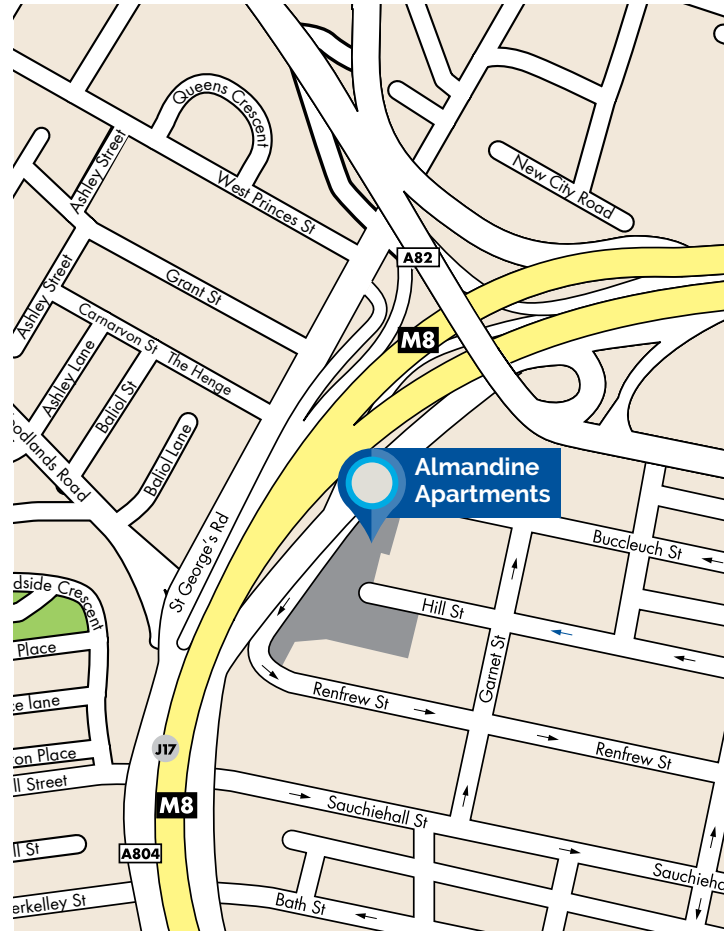 Queens Crescent
Ashley Street
New City Road
West Princes St
A82
Grant St
Ashley Street
M8
Carnarvon St
The Henge
Ashley Lane
Baliol St
Baliol Lane
odlands Road
Almandine
Apartments
St George's Rd
Buccleuch St
dside Crescent
Hill St
Place
Garnet St
Renfrew St
ce lane
J17
on Place
Renfrew St
ll Street
M8
Sauchiehall St
ll St
A804
Sauchieha
erkelley St
Bath St